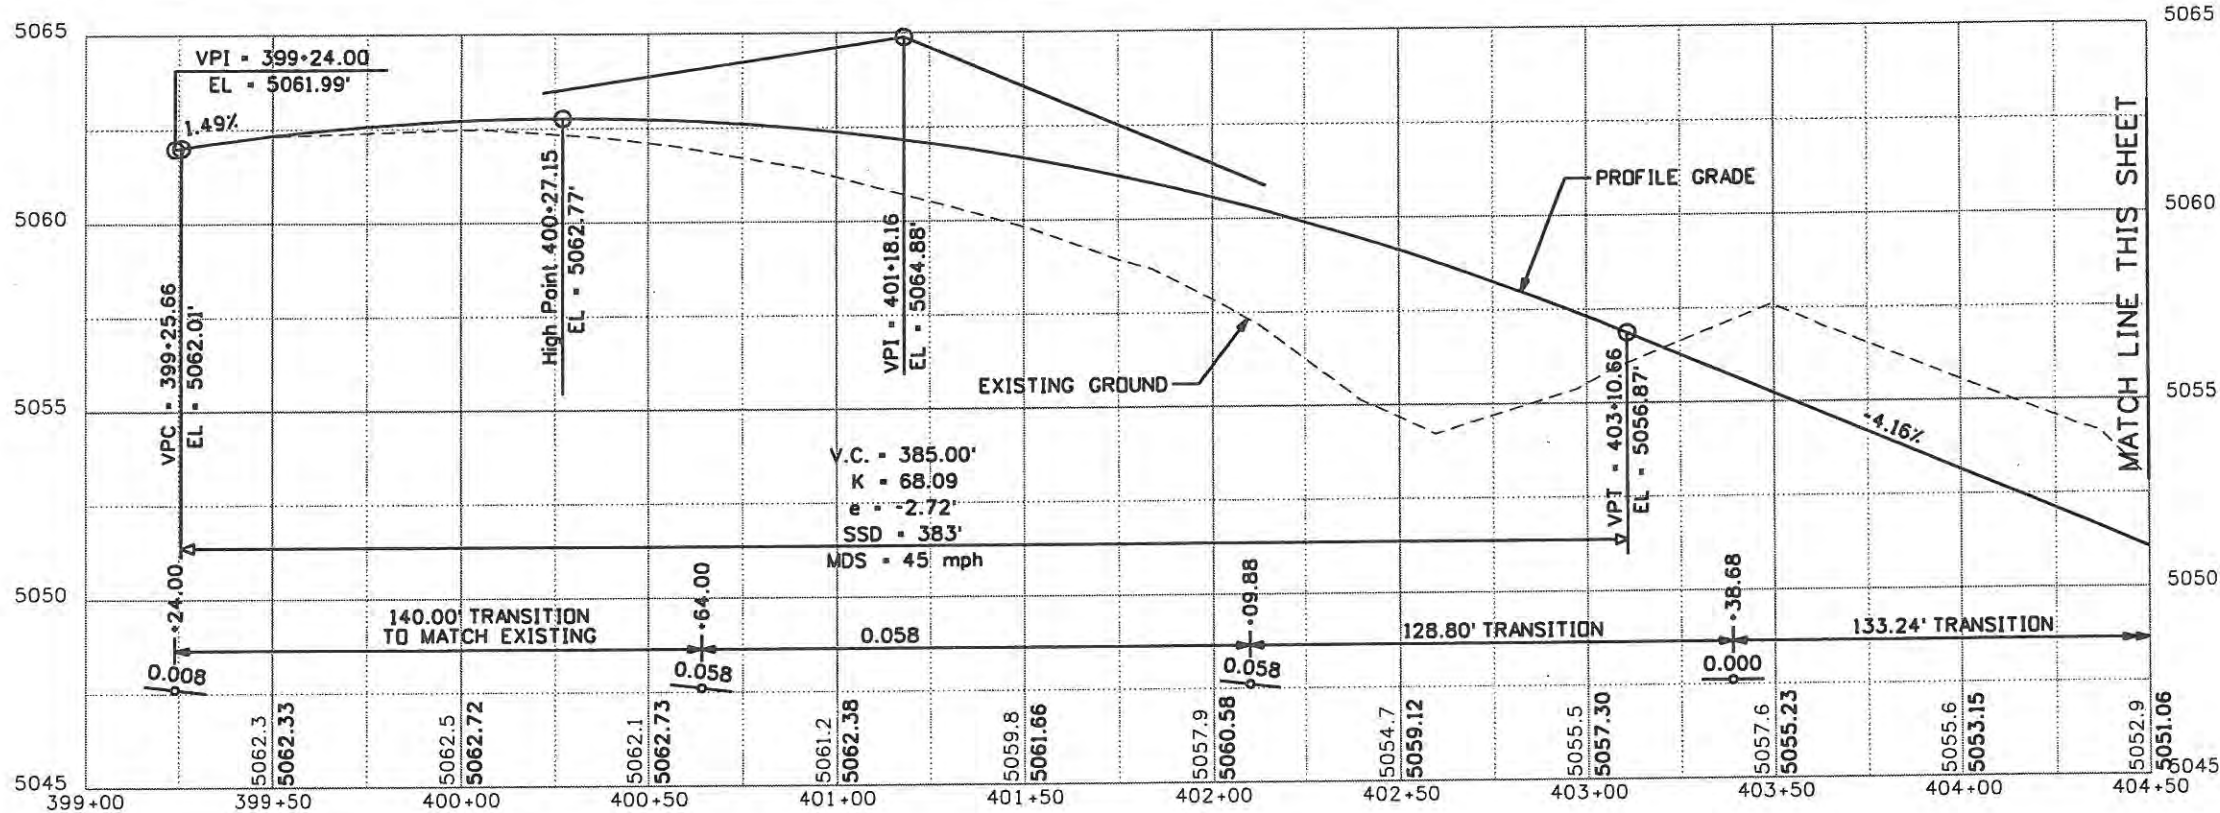 5065
5065
VPI = 399+24.00
EL = 5061.99'
1.49%
High Point 400+27.15
EL = 5062.77'
VPI = 401+18.16
EL = 5064.88'
PROFILE GRADE
MATCH LINE THIS SHEET
5060
5060
VPC = 399+25.66
EL = 5062.01'
EXISTING GROUND
VPT = 403+10.66
EL = 5056.87'
-4.16%
5055
5055
V.C. = 385.00'
K = 68.09
e = -2.72'
SSD = 383'
MDS = 45 mph
5050
5050
+24.00
140.00' TRANSITION
TO MATCH EXISTING
+64.00
0.058
+09.88
128.80' TRANSITION
+38.68
133.24' TRANSITION
0.008
0.058
0.058
0.000
5062.3
5062.33
5062.5
5062.72
5062.1
5062.73
5061.2
5062.38
5059.8
5061.66
5057.9
5060.58
5054.7
5059.12
5055.5
5057.30
5057.6
5055.23
5055.6
5053.15
5052.9
5051.06
5045
5045
399+00
399+50
400+00
400+50
401+00
401+50
402+00
402+50
403+00
403+50
404+00
404+50